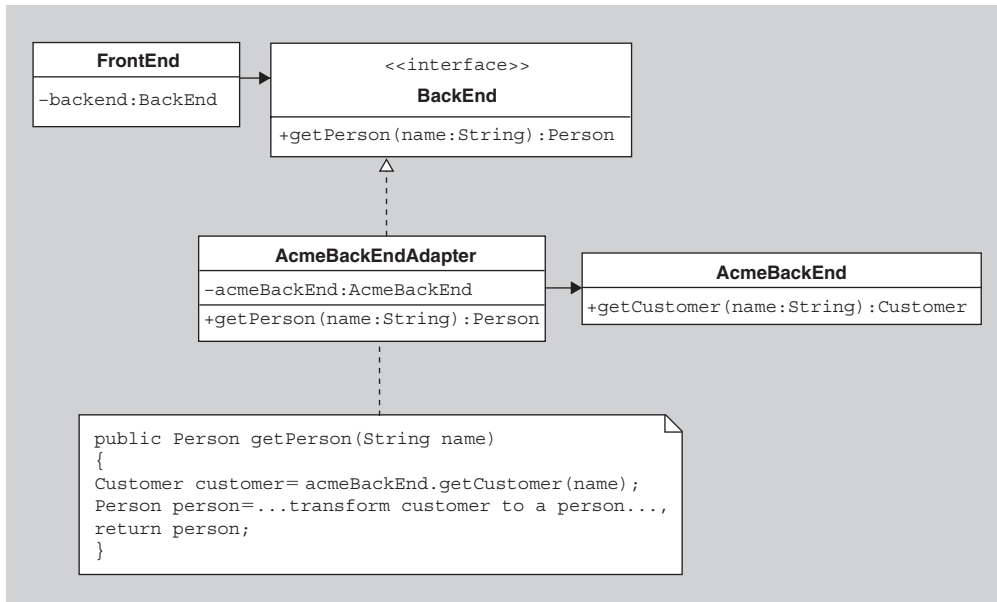 FrontEnd
-backend:BackEnd
<<interface>>
BackEnd
+getPerson(name:String):Person
AcmeBackEndAdapter
-acmeBackEnd:AcmeBackEnd
+getPerson(name:String):Person
AcmeBackEnd
+getCustomer(name:String):Customer
public Person getPerson(String name)
{
Customer customer= acmeBackEnd.getCustomer(name);
Person person=...transform customer to a person...,
return person;
}